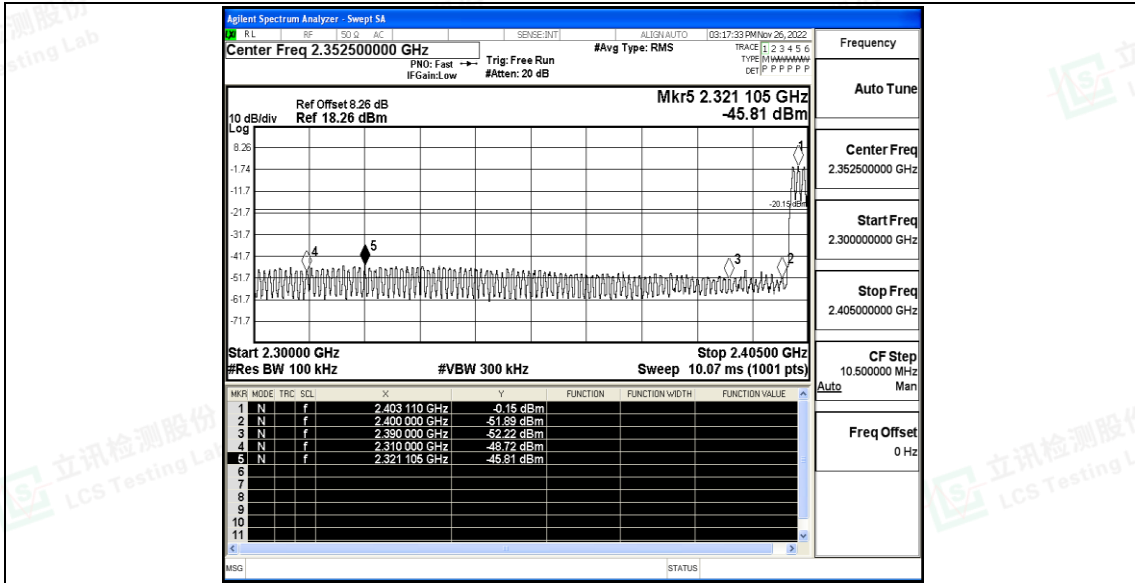 Agilent Spectrum Analyzer - Swept SA
RL RF 50 Ω AC SENSE:INT ALIGNAUTO 03:17:33 PMNov 26, 2022
Center Freq 2.352500000 GHz
PNO: Fast
IFGain:Low
Trig: Free Run
#Atten: 20 dB
#Avg Type: RMS
TRACE 1 2 3 4 5 6
TYPE M
DET P P P P P P
Ref Offset 8.26 dB
10 dB/div Ref 18.26 dBm
Log
Mkr5 2.321 105 GHz
-45.81 dBm
8.26
-1.74
-11.7
-21.7
-31.7
-41.7
-51.7
-61.7
-71.7
1
-20.15 dBm
4
5
3
2
Start 2.30000 GHz Stop 2.40500 GHz
#Res BW 100 kHz #VBW 300 kHz Sweep 10.07 ms (1001 pts)
MKR MODE TRC SCL X Y FUNCTION FUNCTION WIDTH FUNCTION VALUE
1 N f 2.403 110 GHz -0.15 dBm
2 N f 2.400 000 GHz -51.89 dBm
3 N f 2.390 000 GHz -52.22 dBm
4 N f 2.310 000 GHz -48.72 dBm
5 N f 2.321 105 GHz -45.81 dBm
6
7
8
9
10
11
MSG STATUS
Frequency
Auto Tune
Center Freq
2.352500000 GHz
Start Freq
2.300000000 GHz
Stop Freq
2.405000000 GHz
CF Step
10.500000 MHz
Auto Man
Freq Offset
0 Hz
立讯检测股份
LCS Testing Lab